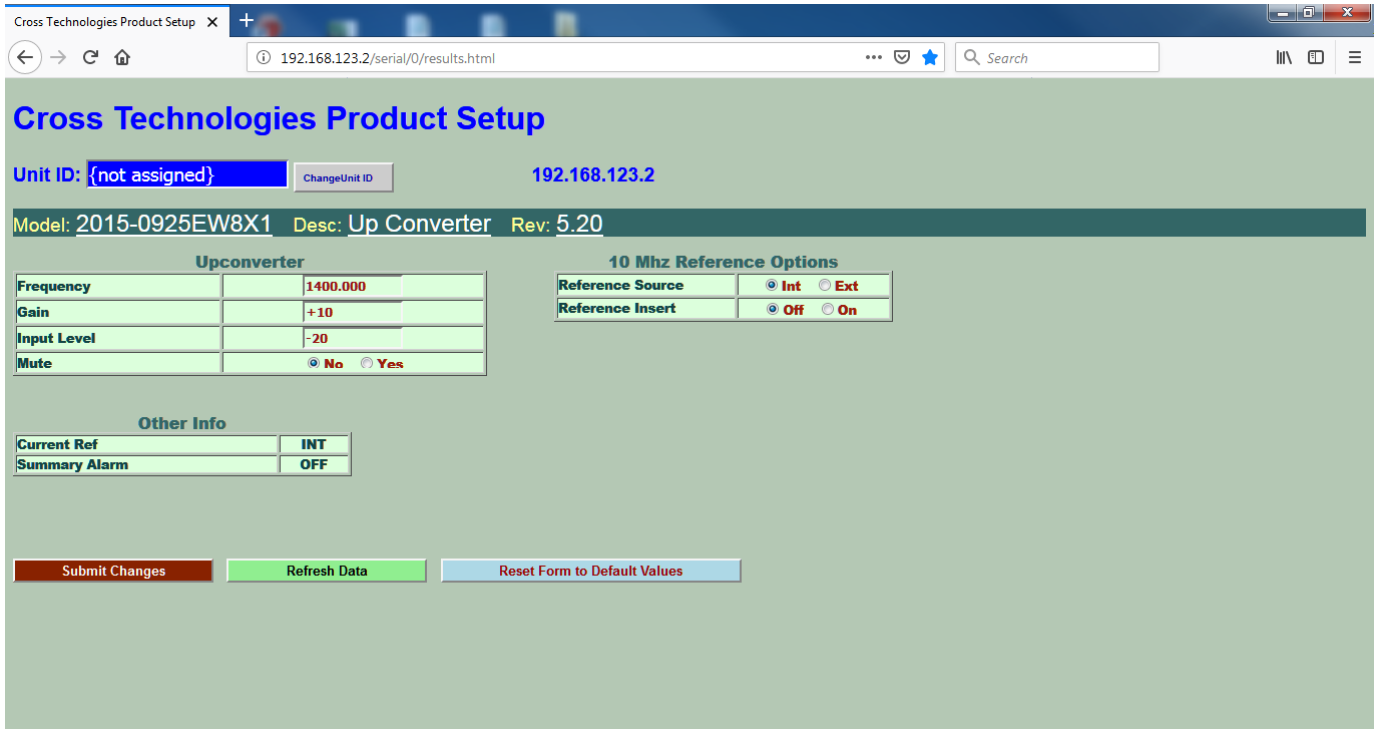 Cross Technologies Product Setup
192.168.123.2/serial/0/results.html
Search
Cross Technologies Product Setup
Unit ID: {not assigned} ChangeUnit ID 192.168.123.2
Model: 2015-0925EW8X1 Desc: Up Converter Rev: 5.20
Upconverter
Frequency 1400.000
Gain +10
Input Level -20
Mute No Yes
10 Mhz Reference Options
Reference Source Int Ext
Reference Insert Off On
Other Info
Current Ref INT
Summary Alarm OFF
Submit Changes Refresh Data Reset Form to Default Values